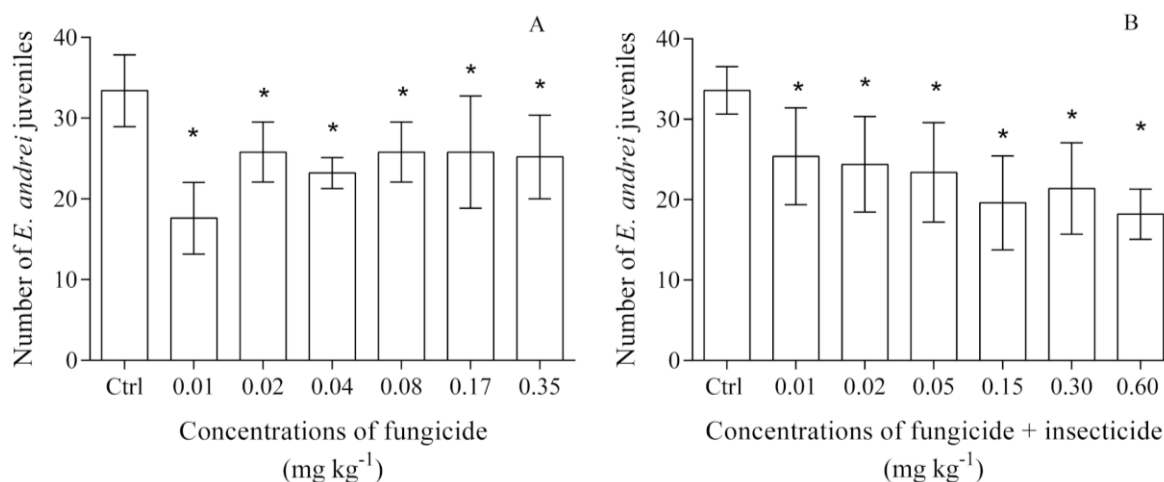 A
Number of E. andrei juveniles
40
30
20
10
0
* * * * * *
Ctrl 0.01 0.02 0.04 0.08 0.17 0.35
Concentrations of fungicide
(mg kg⁻¹)
B
Number of E. andrei juveniles
40
30
20
10
0
* * * * * *
Ctrl 0.01 0.02 0.05 0.15 0.30 0.60
Concentrations of fungicide + insecticide
(mg kg⁻¹)